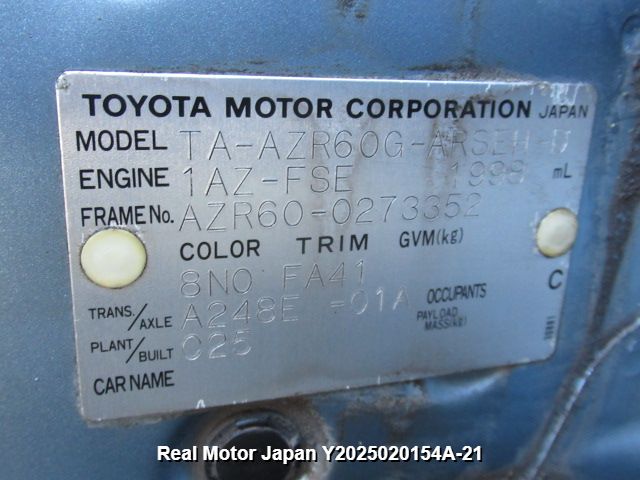 TOYOTA MOTOR CORPORATION JAPAN
MODEL TA-AZR60G-ARSEH-D
ENGINE 1AZ-FSE 1998 mL
FRAME No. AZR60-0273352
COLOR TRIM GVM(kg)
8N0 FA41 C
TRANS./AXLE A248E -01A OCCUPANTS
PAYLOAD MASS(kg)
PLANT/BUILT C25
CAR NAME
Real Motor Japan Y2025020154A-21